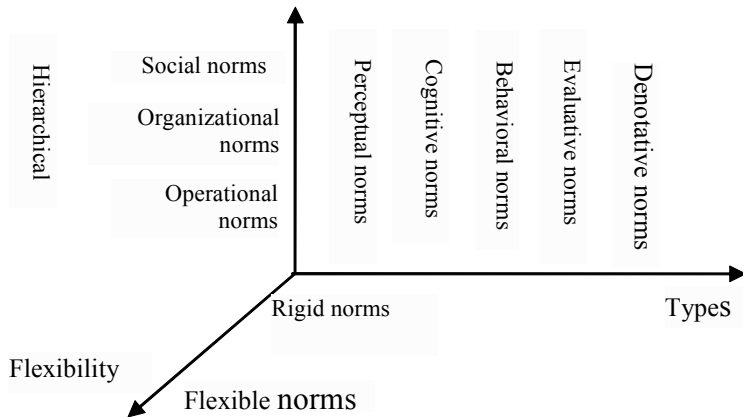 Hierarchical
Social norms
Organizational
norms
Operational
norms
Perceptual norms
Cognitive norms
Behavioral norms
Evaluative norms
Denotative norms
Rigid norms
Types
Flexibility
Flexible norms